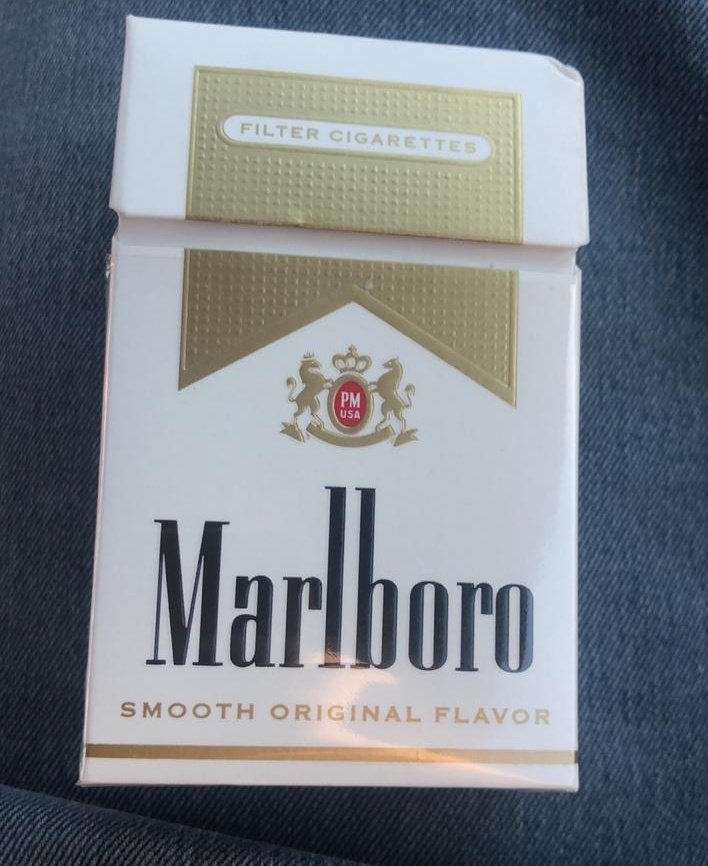 FILTER CIGARETTES
PM
USA
Marlboro
SMOOTH ORIGINAL FLAVOR